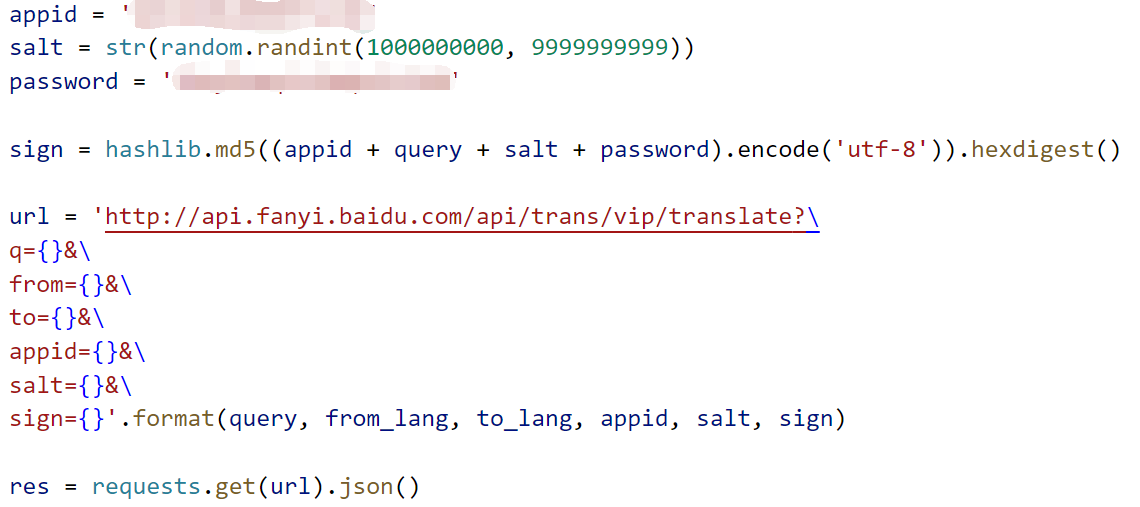 appid = '
salt = str(random.randint(1000000000, 9999999999))
password = ''
sign = hashlib.md5((appid + query + salt + password).encode('utf-8')).hexdigest()
url = 'http://api.fanyi.baidu.com/api/trans/vip/translate?\
q={}&\
from={}&\
to={}&\
appid={}&\
salt={}&\
sign={}'.format(query, from_lang, to_lang, appid, salt, sign)
res = requests.get(url).json()